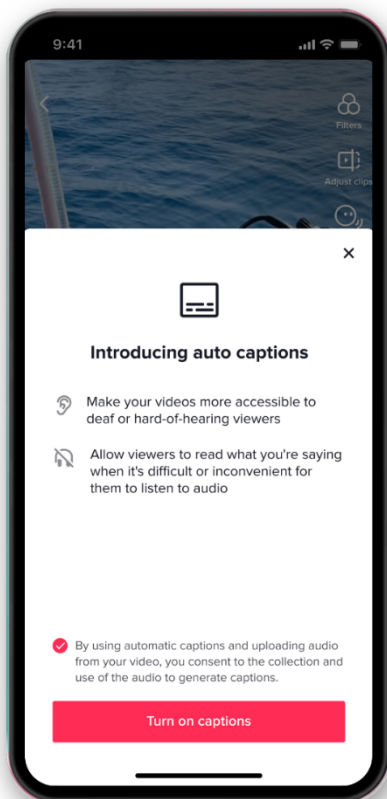 9:41
Filters
Adjust clips
Introducing auto captions
Make your videos more accessible to
deaf or hard-of-hearing viewers
Allow viewers to read what you're saying
when it's difficult or inconvenient for
them to listen to audio
By using automatic captions and uploading audio
from your video, you consent to the collection and
use of the audio to generate captions.
Turn on captions